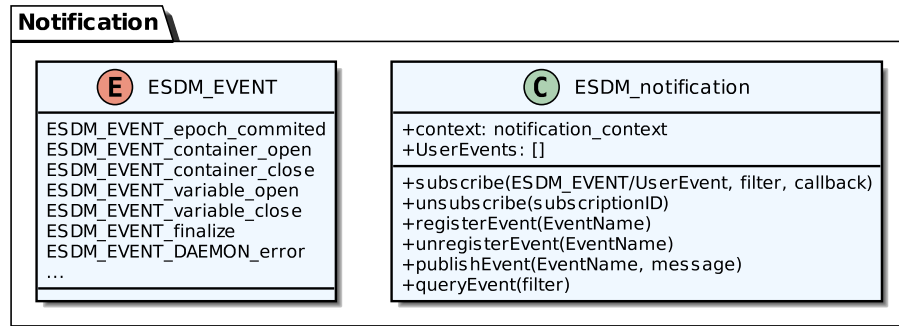 Notification
E ESDM_EVENT
ESDM_EVENT_epoch_commited
ESDM_EVENT_container_open
ESDM_EVENT_container_close
ESDM_EVENT_variable_open
ESDM_EVENT_variable_close
ESDM_EVENT_finalize
ESDM_EVENT_DAEMON_error
...
C ESDM_notification
+context: notification_context
+UserEvents: []
+subscribe(ESDM_EVENT/UserEvent, filter, callback)
+unsubscribe(subscriptionID)
+registerEvent(EventName)
+unregisterEvent(EventName)
+publishEvent(EventName, message)
+queryEvent(filter)